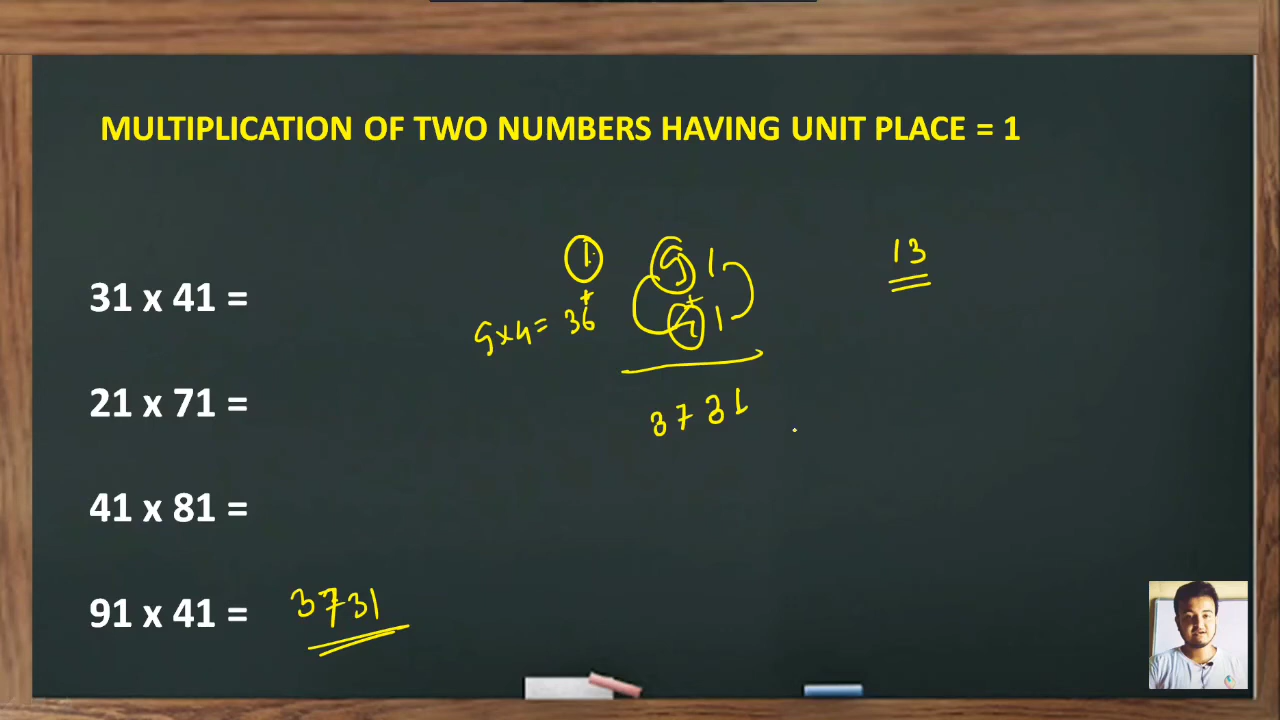 MULTIPLICATION OF TWO NUMBERS HAVING UNIT PLACE = 1
31 x 41 =
21 x 71 =
41 x 81 =
91 x 41 = 3731
1 9 1
+ +
9x4 = 36 4 1
3731
13